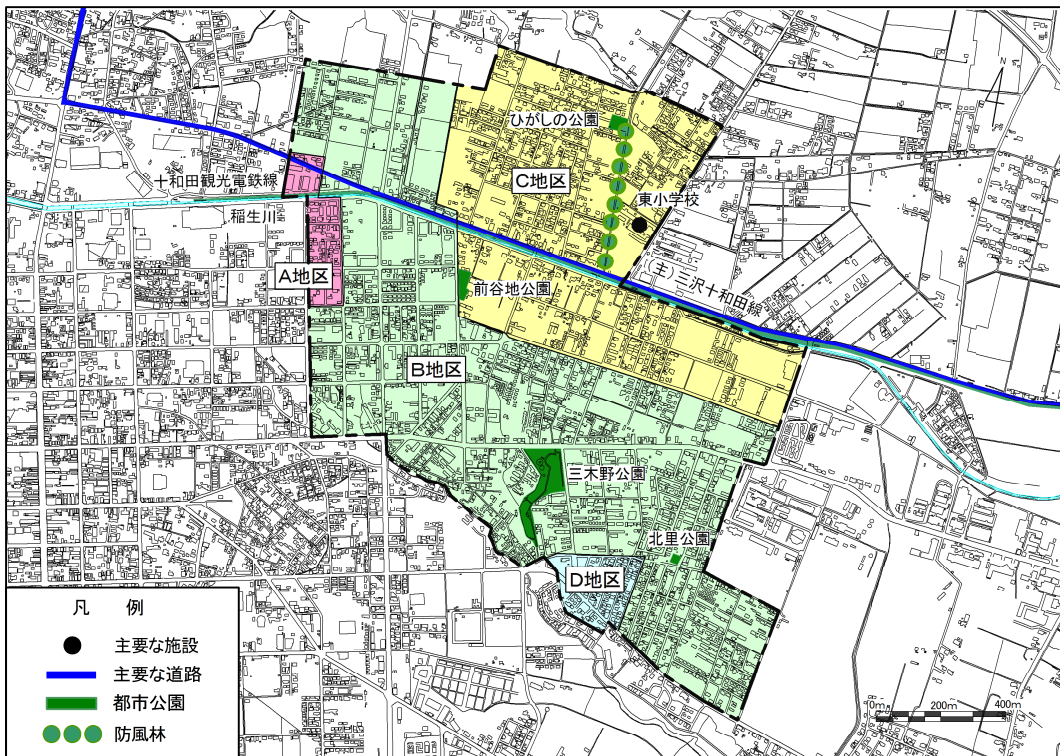 N
ひがしの公園
C地区
十和田観光電鉄線
東小学校
稲生川
A地区
前谷地公園
(主)三沢十和田線
B地区
三木野公園
北里公園
D地区
凡 例
主要な施設
主要な道路
都市公園
防風林
0m 200m 400m